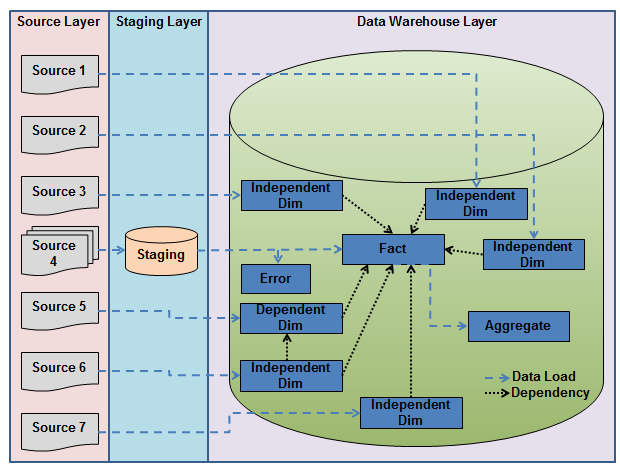 Source Layer
Staging Layer
Data Warehouse Layer
Source 1
Source 2
Source 3
Independent
Dim
Independent
Dim
Source
4
Staging
Fact
Independent
Dim
Error
Source 5
Dependent
Dim
Aggregate
Source 6
Independent
Dim
Data Load
Dependency
Source 7
Independent
Dim